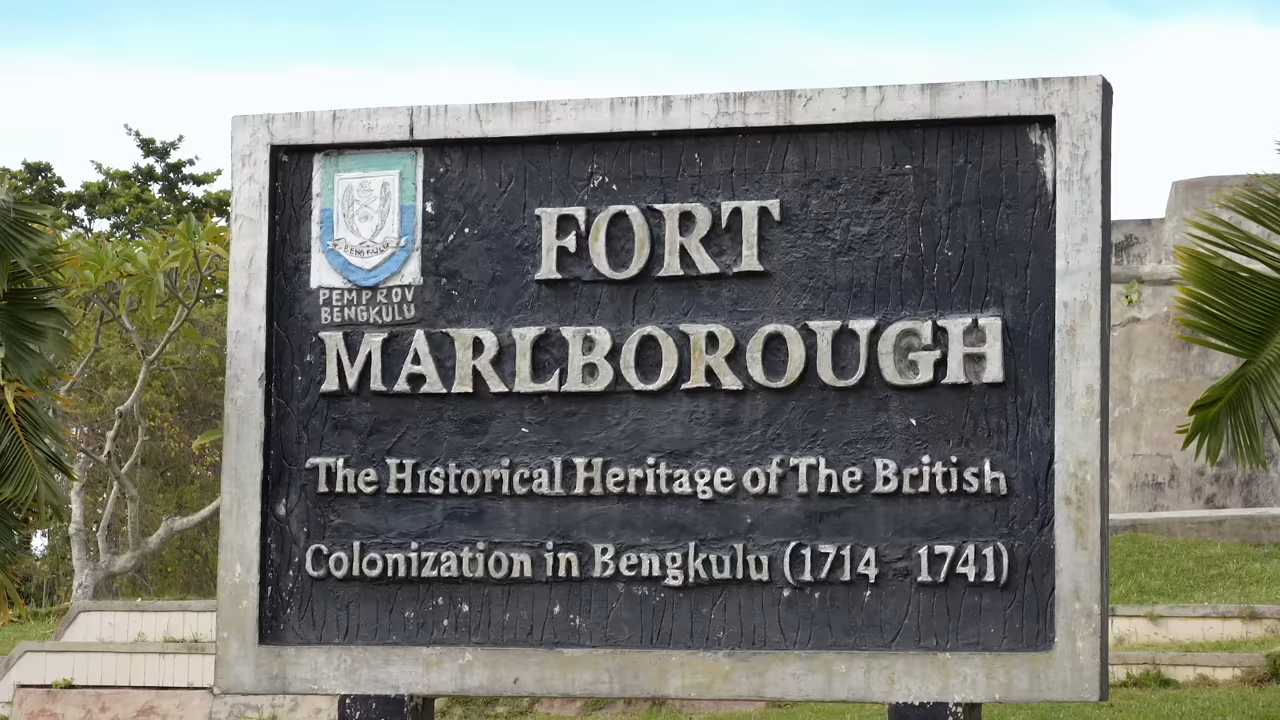 BENGKULU
PEMPROV
BENGKULU
FORT
MARLBOROUGH
The Historical Heritage of The British
Colonization in Bengkulu (1714 1741)